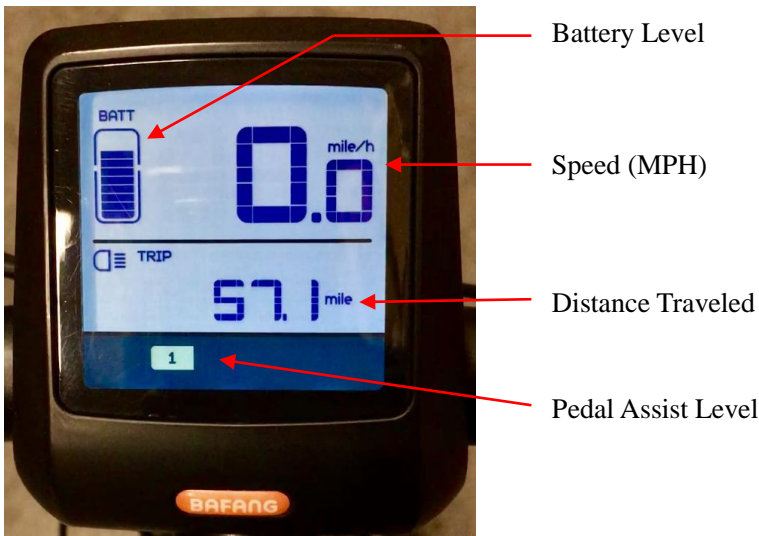 Battery Level
BATT
mile/h
0.0
Speed (MPH)
TRIP
57.1 mile
Distance Traveled
1
Pedal Assist Level
BAFANG